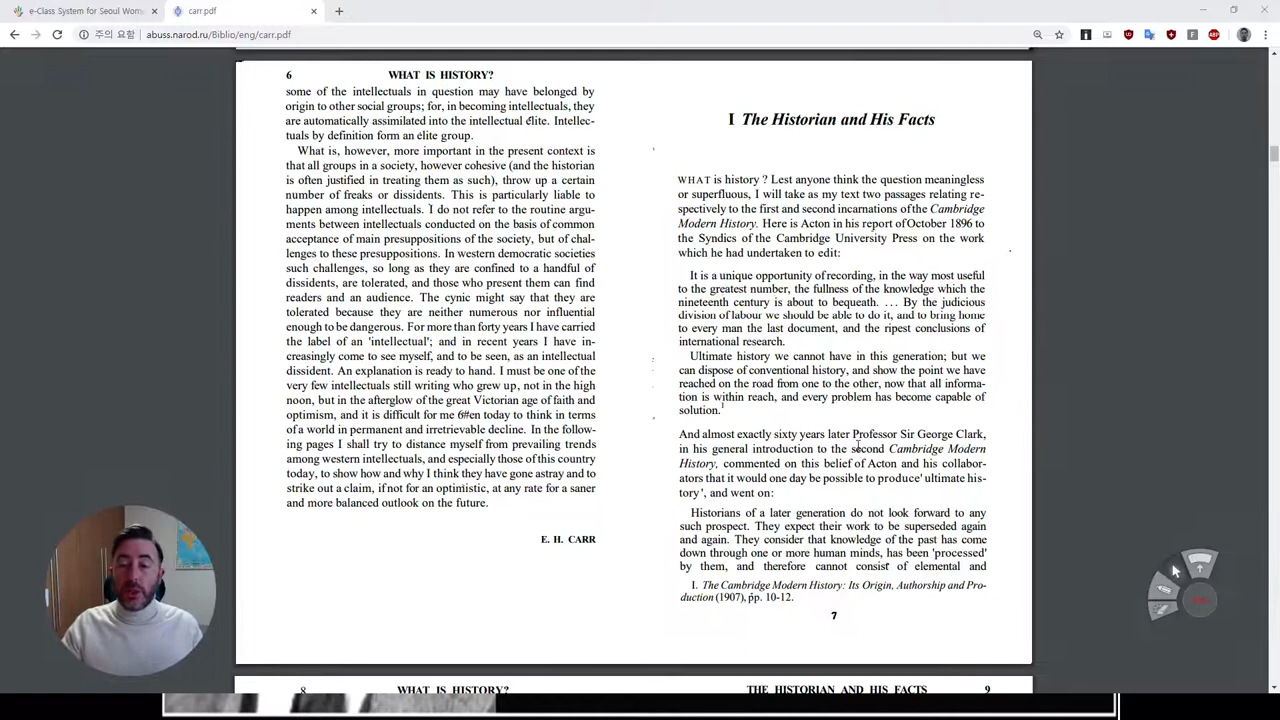 e-Class System for Seoul Wom
carr.pdf
주의 요함
abuss.narod.ru/Biblio/eng/carr.pdf
6
WHAT IS HISTORY?
some of the intellectuals in question may have belonged by
origin to other social groups; for, in becoming intellectuals, they
are automatically assimilated into the intellectual élite. Intellec-
tuals by definition form an élite group.
What is, however, more important in the present context is
that all groups in a society, however cohesive (and the historian
is often justified in treating them as such), throw up a certain
number of freaks or dissidents. This is particularly liable to
happen among intellectuals. I do not refer to the routine argu-
ments between intellectuals conducted on the basis of common
acceptance of main presuppositions of the society, but of chal-
lenges to these presuppositions. In western democratic societies
such challenges, so long as they are confined to a handful of
dissidents, are tolerated, and those who present them can find
readers and an audience. The cynic might say that they are
tolerated because they are neither numerous nor influential
enough to be dangerous. For more than forty years I have carried
the label of an 'intellectual'; and in recent years I have in-
creasingly come to see myself, and to be seen, as an intellectual
dissident. An explanation is ready to hand. I must be one of the
very few intellectuals still writing who grew up, not in the high
noon, but in the afterglow of the great Victorian age of faith and
optimism, and it is difficult for me 6#en today to think in terms
of a world in permanent and irretrievable decline. In the follow-
ing pages I shall try to distance myself from prevailing trends
among western intellectuals, and especially those of this country
today, to show how and why I think they have gone astray and to
strike out a claim, if not for an optimistic, at any rate for a saner
and more balanced outlook on the future.
E. H. CARR
I The Historian and His Facts
WHAT is history ? Lest anyone think the question meaningless
or superfluous, I will take as my text two passages relating re-
spectively to the first and second incarnations of the Cambridge
Modern History. Here is Acton in his report of October 1896 to
the Syndics of the Cambridge University Press on the work
which he had undertaken to edit:
It is a unique opportunity of recording, in the way most useful
to the greatest number, the fullness of the knowledge which the
nineteenth century is about to bequeath. ... By the judicious
division of labour we should be able to do it, and to bring home
to every man the last document, and the ripest conclusions of
international research.
Ultimate history we cannot have in this generation; but we
can dispose of conventional history, and show the point we have
reached on the road from one to the other, now that all informa-
tion is within reach, and every problem has become capable of
solution.1
And almost exactly sixty years later Professor Sir George Clark,
in his general introduction to the second Cambridge Modern
History, commented on this belief of Acton and his collabor-
ators that it would one day be possible to produce' ultimate his-
tory ', and went on:
Historians of a later generation do not look forward to any
such prospect. They expect their work to be superseded again
and again. They consider that knowledge of the past has come
down through one or more human minds, has been 'processed'
by them, and therefore cannot consist of elemental and
I. The Cambridge Modern History: Its Origin, Authorship and Pro-
duction (1907), pp. 10-12.
7
8
WHAT IS HISTORY?
THE HISTORIAN AND HIS FACTS
9